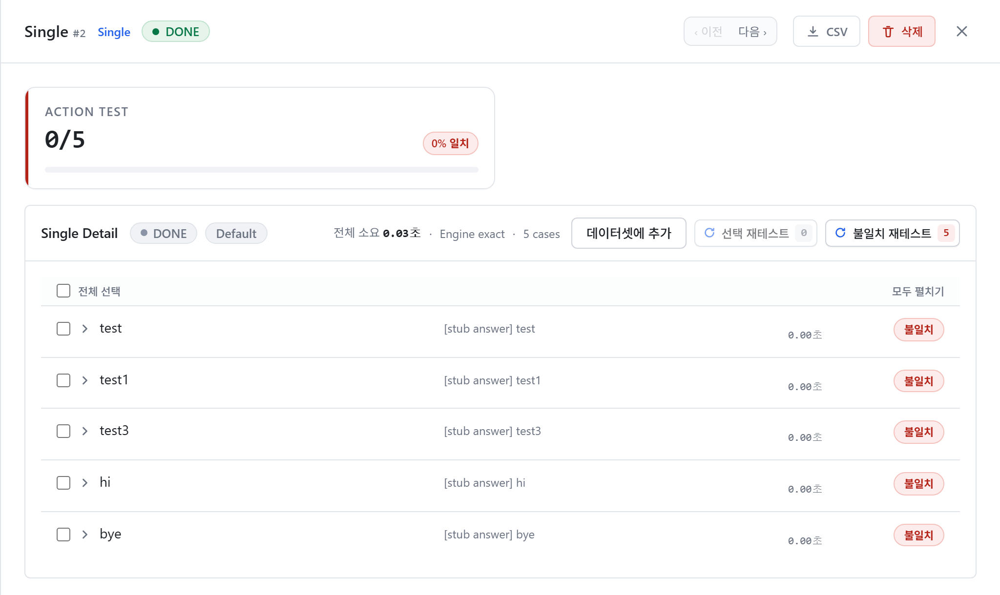 Single #2 Single DONE ‹ 이전 다음 › CSV 삭제
ACTION TEST
0/5
0% 일치
Single Detail DONE Default 전체 소요 0.03초 · Engine exact · 5 cases 데이터셋에 추가 선택 재테스트 0 불일치 재테스트 5
전체 선택 모두 펼치기
test [stub answer] test 0.00초 불일치
test1 [stub answer] test1 0.00초 불일치
test3 [stub answer] test3 0.00초 불일치
hi [stub answer] hi 0.00초 불일치
bye [stub answer] bye 0.00초 불일치